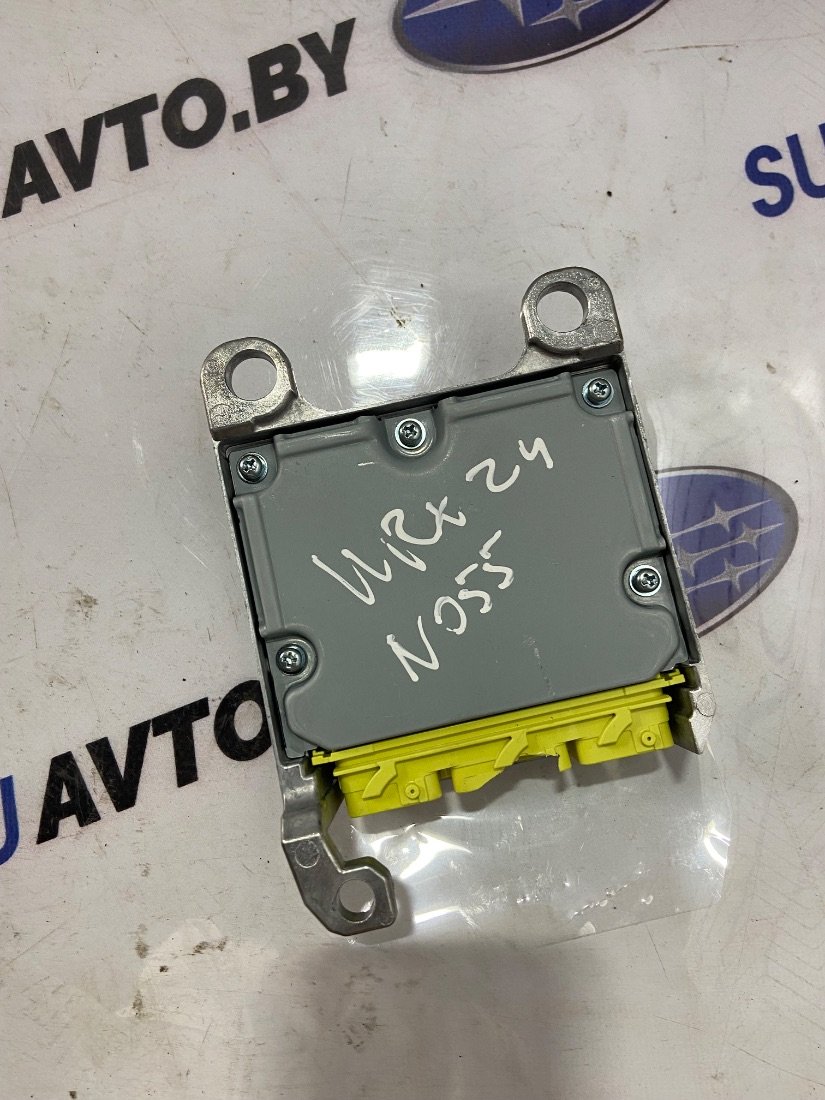 AVTO.BY
SU
WRX 24
N055
U AVTO